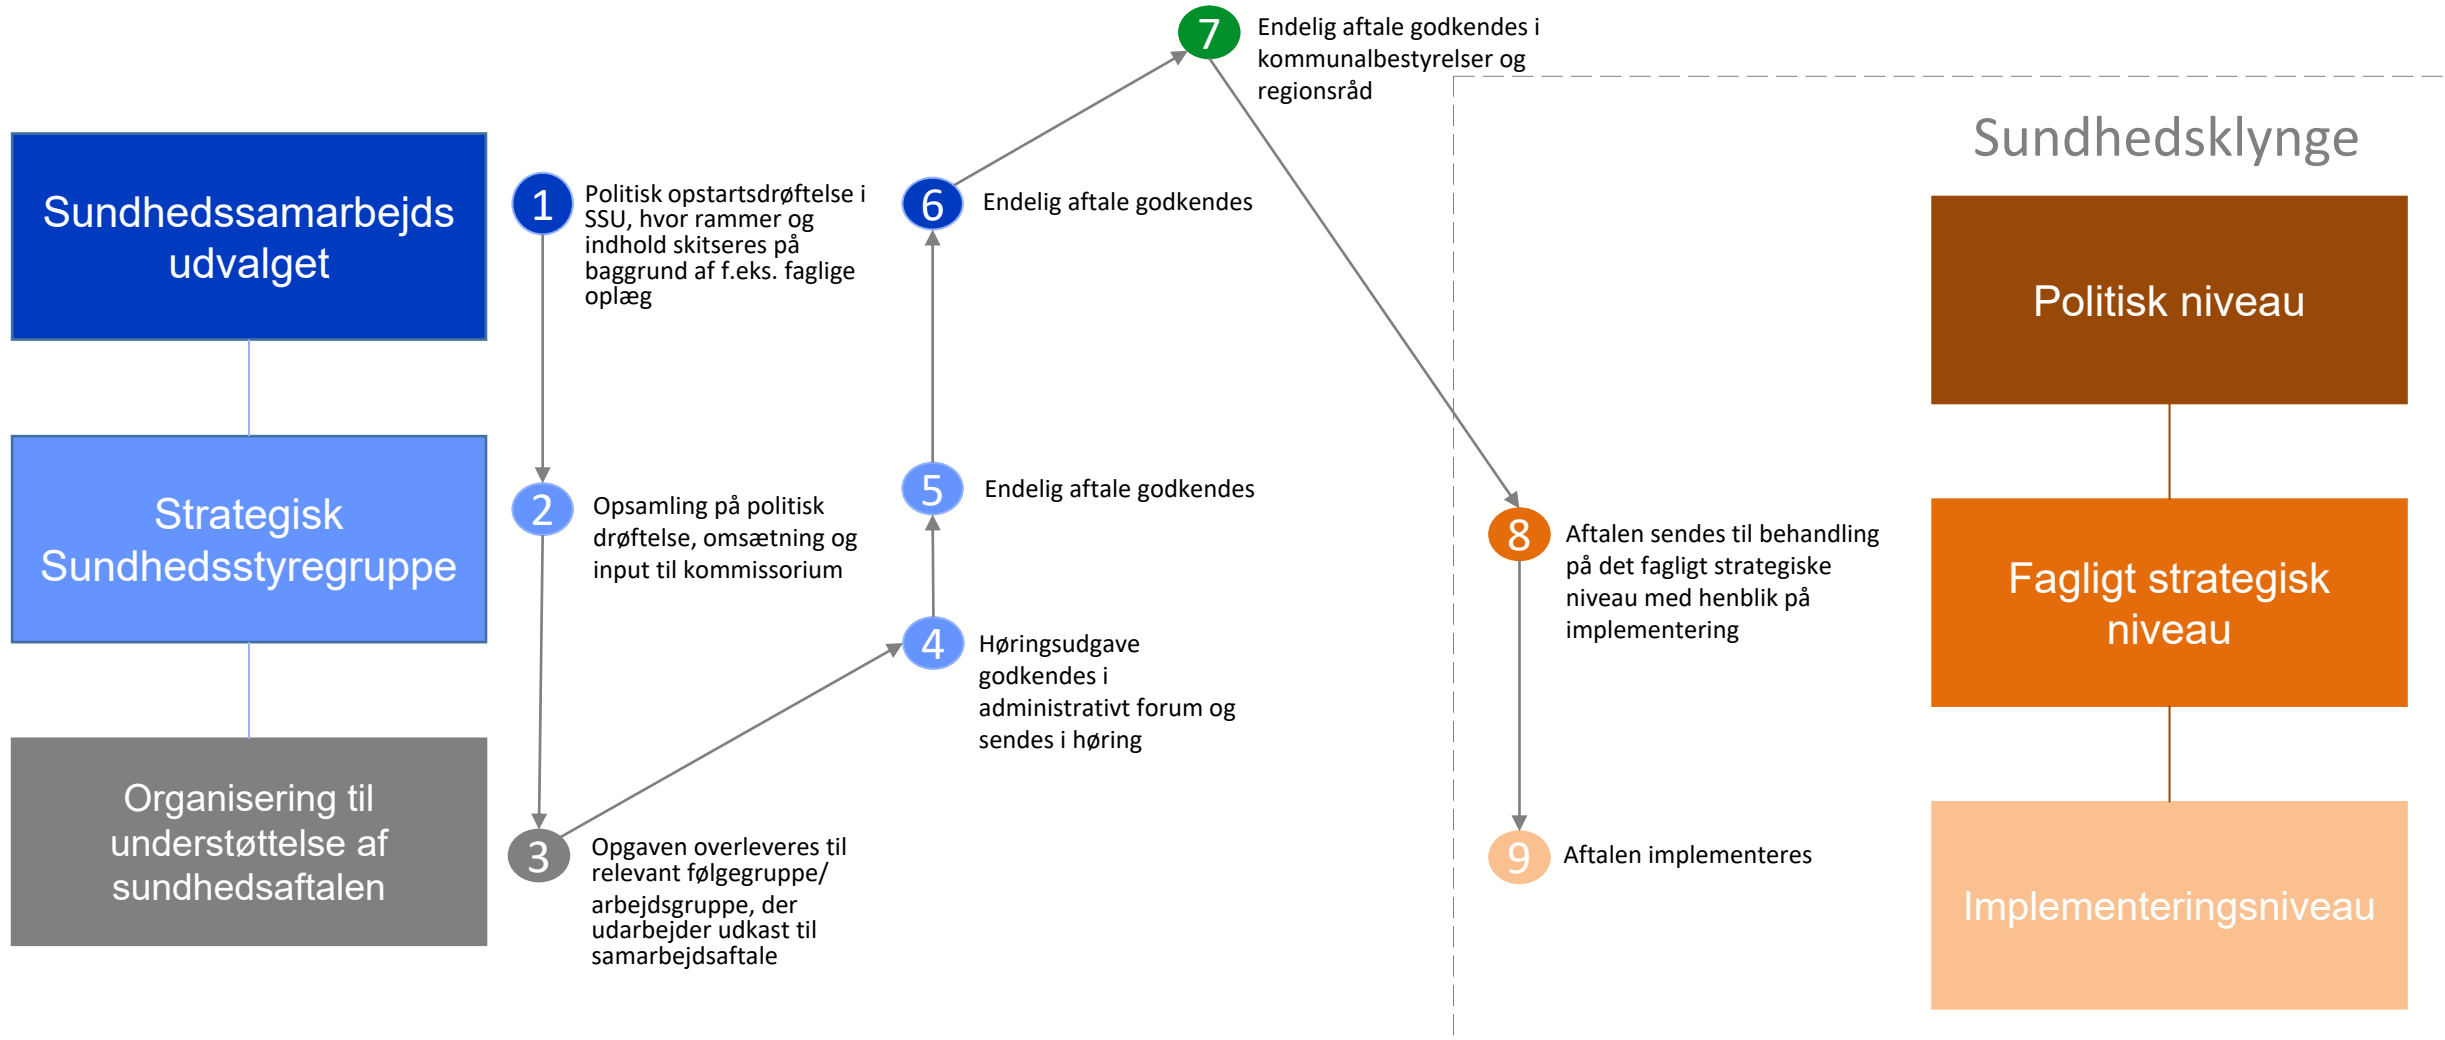 Sundhedssamarbejds
udvalget
Strategisk
Sundhedsstyregruppe
Organisering til
understøttelse af
sundhedsaftalen
1
Politisk opstartsdrøftelse i
SSU, hvor rammer og
indhold skitseres på
baggrund af f.eks. faglige
oplæg
2
Opsamling på politisk
drøftelse, omsætning og
input til kommissorium
3
Opgaven overleveres til
relevant følgegruppe/
arbejdsgruppe, der
udarbejder udkast til
samarbejdsaftale
4
Høringsudgave
godkendes i
administrativt forum og
sendes i høring
5
Endelig aftale godkendes
6
Endelig aftale godkendes
7
Endelig aftale godkendes i
kommunalbestyrelser og
regionsråd
8
Aftalen sendes til behandling
på det fagligt strategiske
niveau med henblik på
implementering
9
Aftalen implementeres
Sundhedsklynge
Politisk niveau
Fagligt strategisk
niveau
Implementeringsniveau